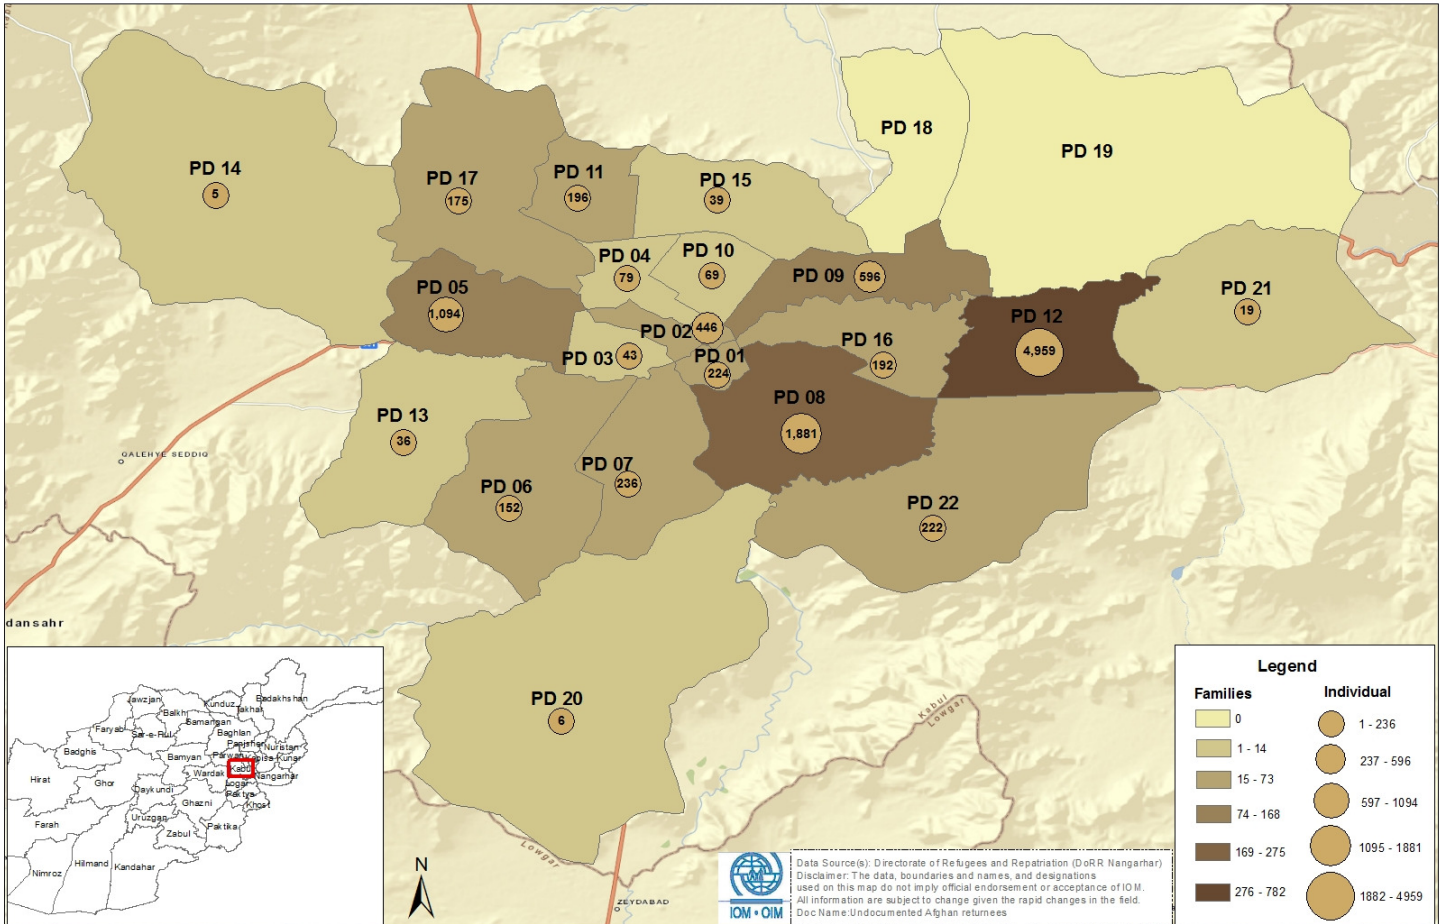 PD 18
PD 19
PD 14
5
PD 17
175
PD 11
196
PD 15
39
PD 04
79
PD 10
69
PD 09
596
PD 05
1,094
PD 21
19
PD 12
4,959
PD 02
446
PD 16
192
PD 03
43
PD 01
224
PD 13
36
PD 08
1,881
QALEHYE SEDDIQ
PD 07
236
PD 06
152
PD 22
222
dansahr
PD 20
6
Kabul
Lowgar
Lowgar
ZEYDABAD
N
Jawzjan
Balkh
Kunduz
Takhar
Badakhshan
Faryab
Sar-e-Pul
Samangan
Baghlan
Badghis
Panjsher
Nuristan
Bamyan
Parwan
Kapisa
Kunar
Hirat
Ghor
Wardak
Kabul
Nangarhar
Logar
Daykundi
Paktya
Ghazni
Khost
Farah
Uruzgan
Zabul
Paktika
Nimroz
Hilmand
Kandahar
IOM • OIM
Data Source(s): Directorate of Refugees and Repatriation (DoRR Nangarhar)
Disclaimer: The data, boundaries and names, and designations
used on this map do not imply official endorsement or acceptance of IOM.
All information are subject to change given the rapid changes in the field.
Doc Name:Undocumented Afghan returnees
Legend
Families
Individual
0
1 - 14
15 - 73
74 - 168
169 - 275
276 - 782
1 - 236
237 - 596
597 - 1094
1095 - 1881
1882 - 4959